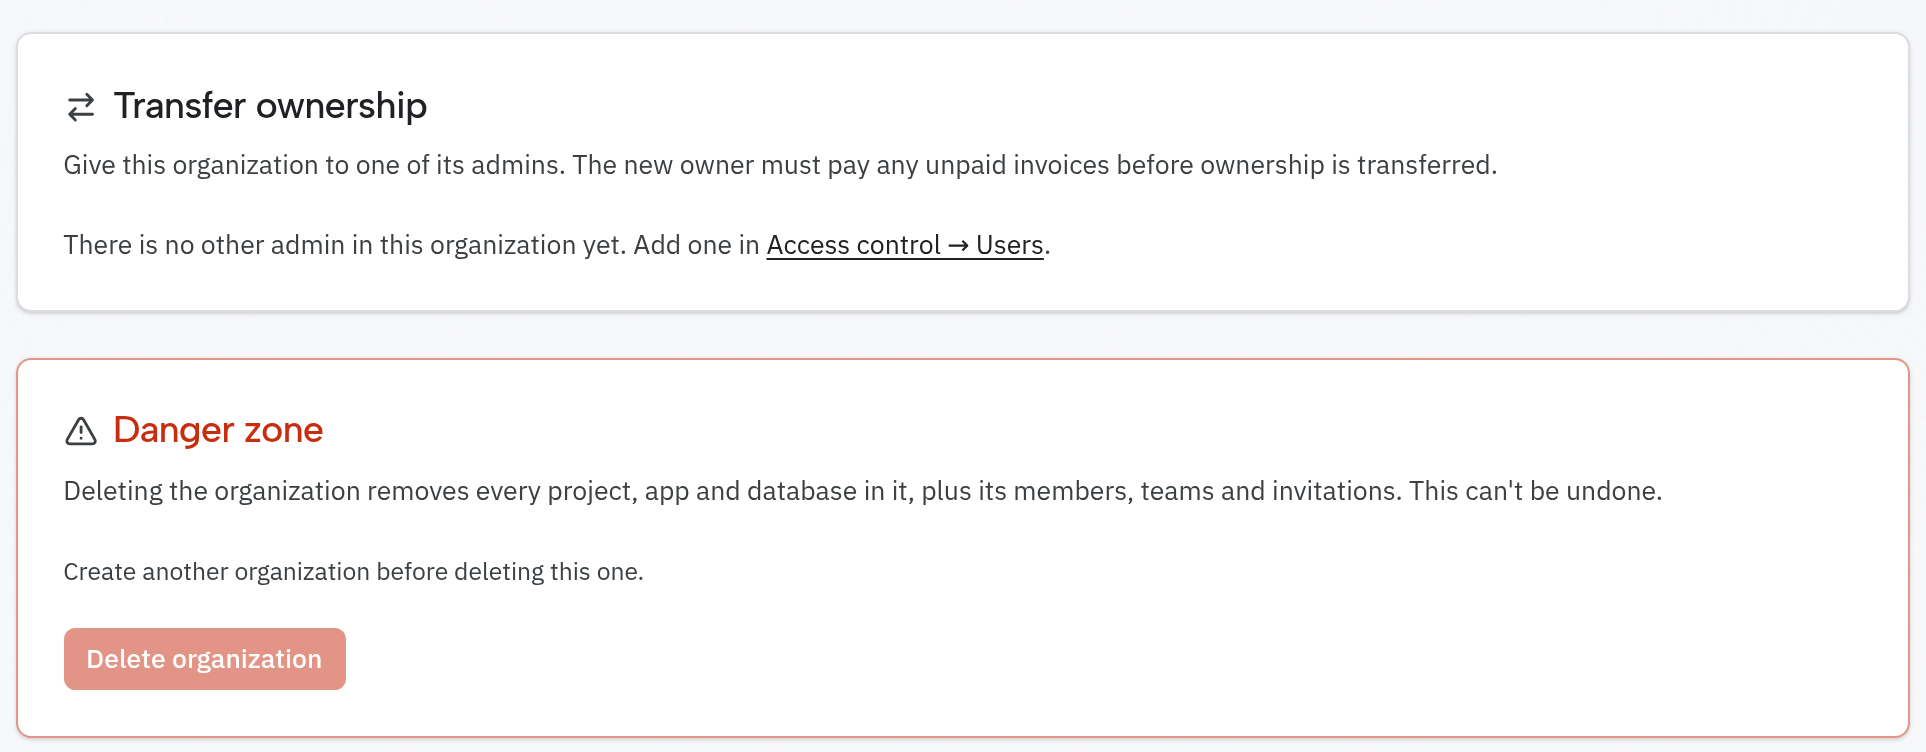 Transfer ownership
Give this organization to one of its admins. The new owner must pay any unpaid invoices before ownership is transferred.
There is no other admin in this organization yet. Add one in Access control → Users.
Danger zone
Deleting the organization removes every project, app and database in it, plus its members, teams and invitations. This can't be undone.
Create another organization before deleting this one.
Delete organization